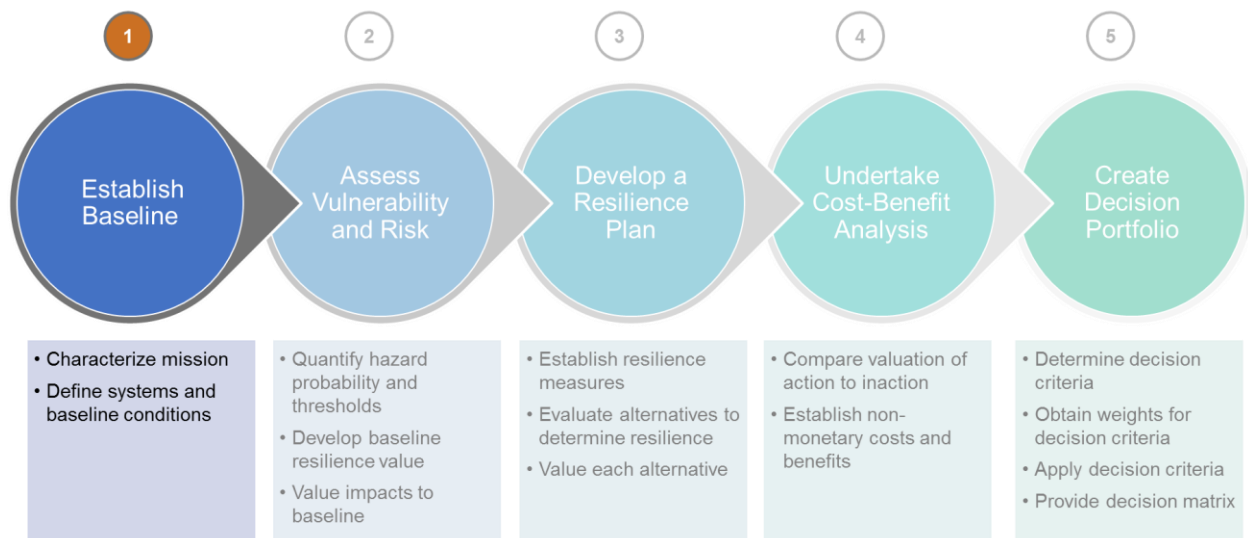 1
2
3
4
5
Establish
Baseline
Assess
Vulnerability
and Risk
Develop a
Resilience
Plan
Undertake
Cost-Benefit
Analysis
Create
Decision
Portfolio
• Characterize mission
• Define systems and
baseline conditions
• Quantify hazard
probability and
thresholds
• Develop baseline
resilience value
• Value impacts to
baseline
• Establish resilience
measures
• Evaluate alternatives to
determine resilience
• Value each alternative
• Compare valuation of
action to inaction
• Establish non-
monetary costs and
benefits
• Determine decision
criteria
• Obtain weights for
decision criteria
• Apply decision criteria
• Provide decision matrix